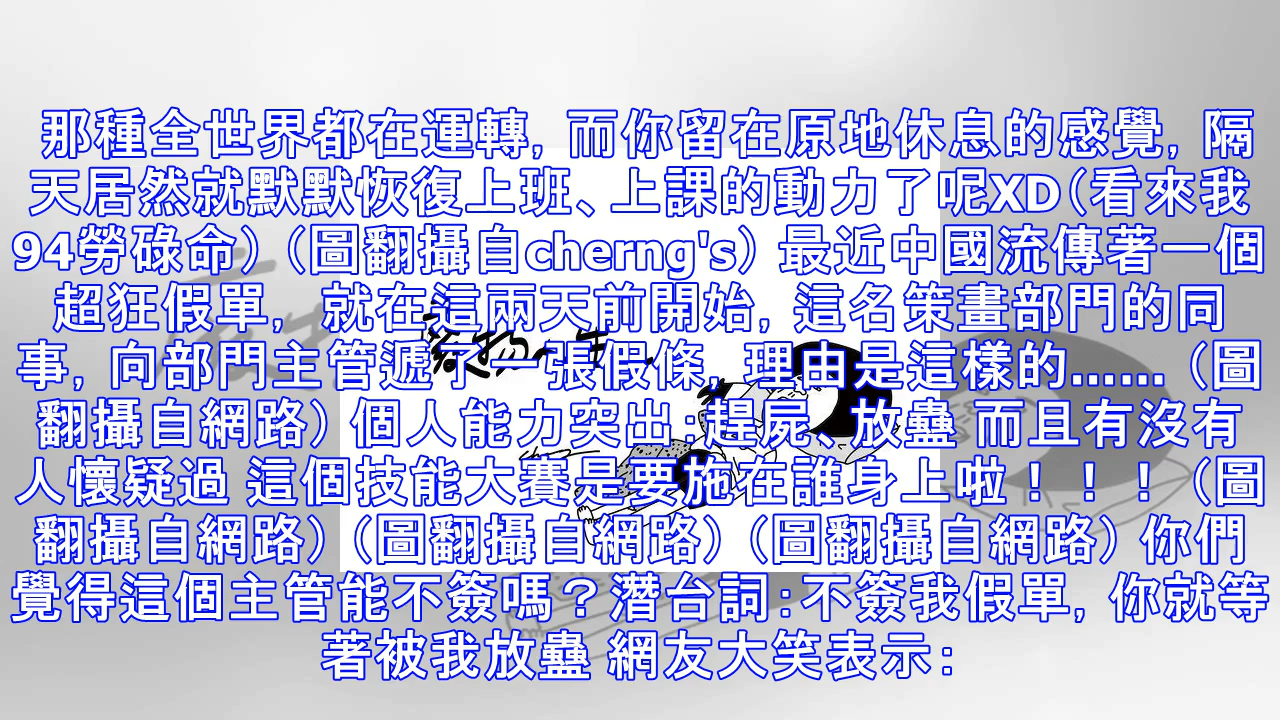 那種全世界都在運轉, 而你留在原地休息的感覺, 隔
天居然就默默恢復上班、上課的動力了呢XD（看來我
94勞碌命）（圖翻攝自cherng's）最近中國流傳著一個
超狂假單, 就在這兩天前開始, 這名策畫部門的同
事, 向部門主管遞了一張假條, 理由是這樣的......（圖
翻攝自網路）個人能力突出:趕屍、放蠱 而且有沒有
人懷疑過 這個技能大賽是要施在誰身上啦！！！（圖
翻攝自網路）（圖翻攝自網路）（圖翻攝自網路）你們
覺得這個主管能不簽嗎？潛台詞:不簽我假單, 你就等
著被我放蠱 網友大笑表示: